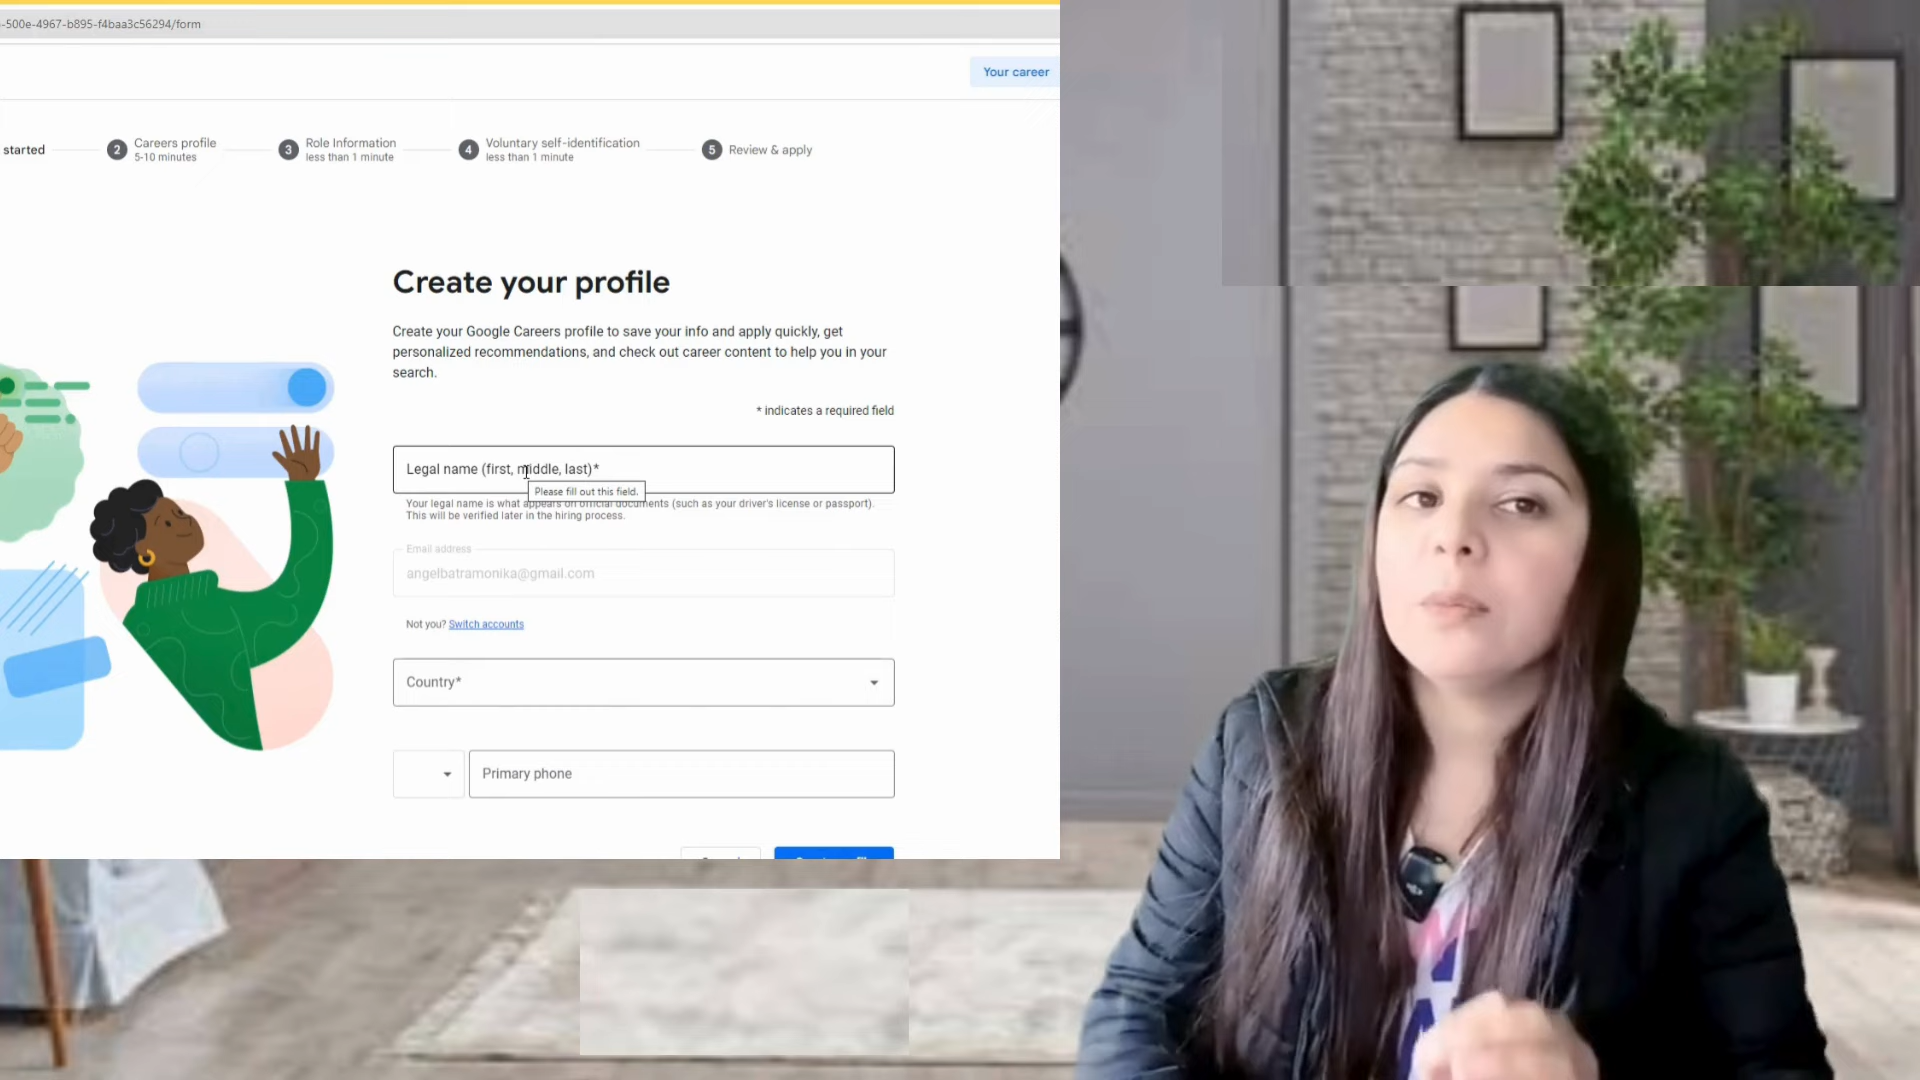 -500e-4967-b895-f4baa3c56294/form
Your career
started
2 Careers profile
5-10 minutes
3 Role Information
less than 1 minute
4 Voluntary self-identification
less than 1 minute
5 Review & apply
Create your profile
Create your Google Careers profile to save your info and apply quickly, get
personalized recommendations, and check out career content to help you in your
search.
* indicates a required field
Legal name (first, middle, last)*
Please fill out this field.
Your legal name is what appears on official documents (such as your driver's license or passport).
This will be verified later in the hiring process.
Email address
angelbatramonika@gmail.com
Not you? Switch accounts
Country*
Primary phone